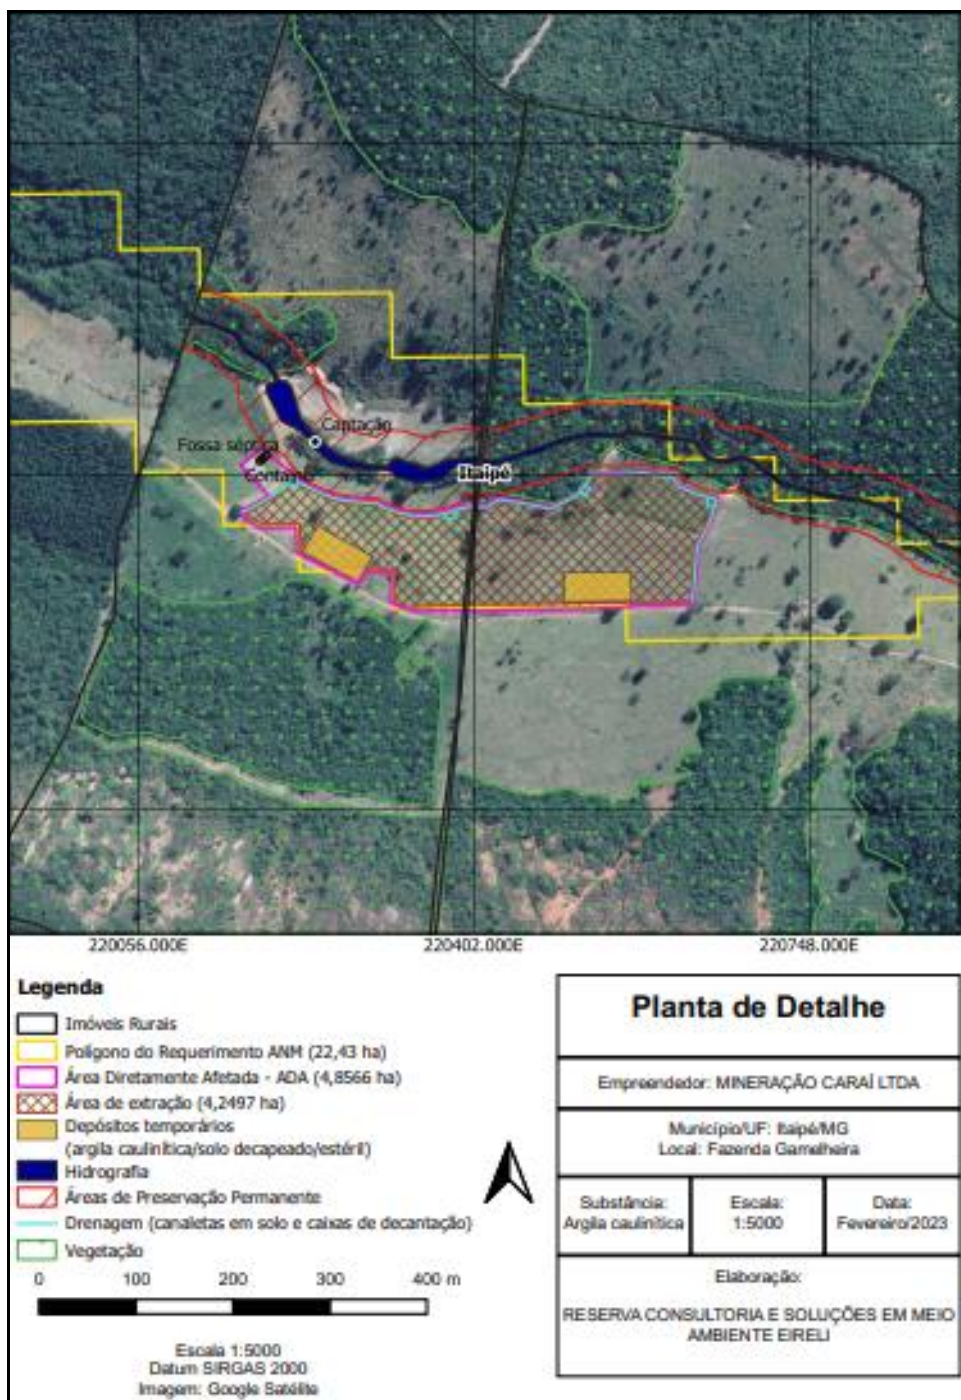 Captação
Fossa séptica
Itaipé
220056.000E
220402.000E
220748.000E
Legenda
Imóveis Rurais
Polígono do Requerimento ANM (22,43 ha)
Área Diretamente Afetada - ADA (4,8566 ha)
Área de extração (4,2497 ha)
Depósitos temporários
(argila caulinítica/solo decapeado/estéril)
Hidrografia
Áreas de Preservação Permanente
Drenagem (canaletas em solo e caixas de decantação)
Vegetação
0 100 200 300 400 m
Escala 1:5000
Datum SIRGAS 2000
Imagem: Google Satélite
Planta de Detalhe
Empreendedor: MINERAÇÃO CARAÍ LTDA
Município/UF: Itaipé/MG
Local: Fazenda Gamelheira
Substância:
Argila caulinítica
Escala:
1:5000
Data:
Fevereiro/2023
Elaboração:
RESERVA CONSULTORIA E SOLUÇÕES EM MEIO
AMBIENTE EIRELI